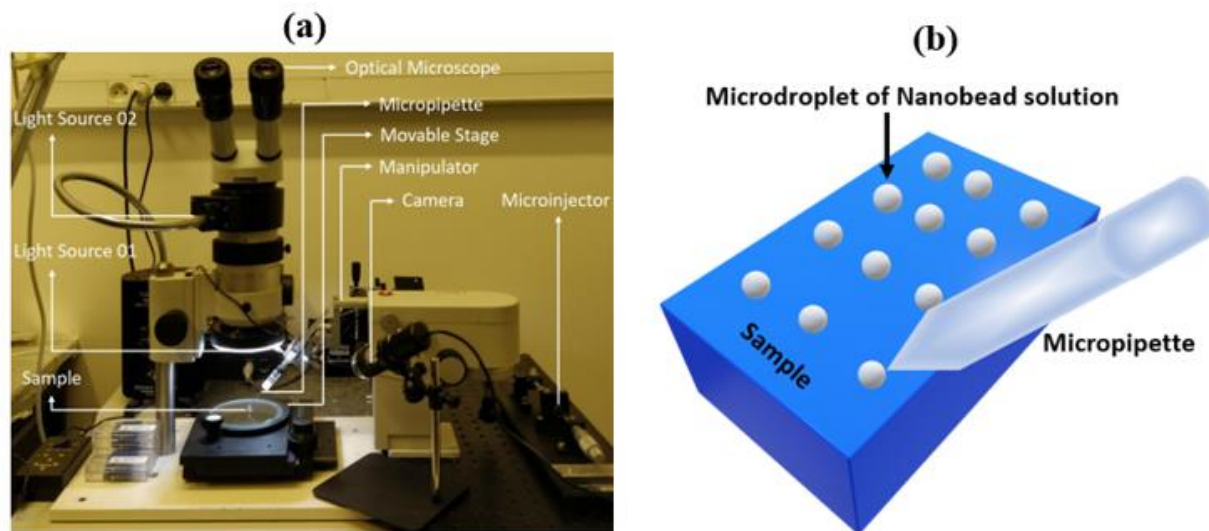 (a)
Optical Microscope
Micropipette
Light Source 02
Movable Stage
Manipulator
Camera
Microinjector
Light Source 01
Sample
(b)
Microdroplet of Nanobead solution
Sample
Micropipette